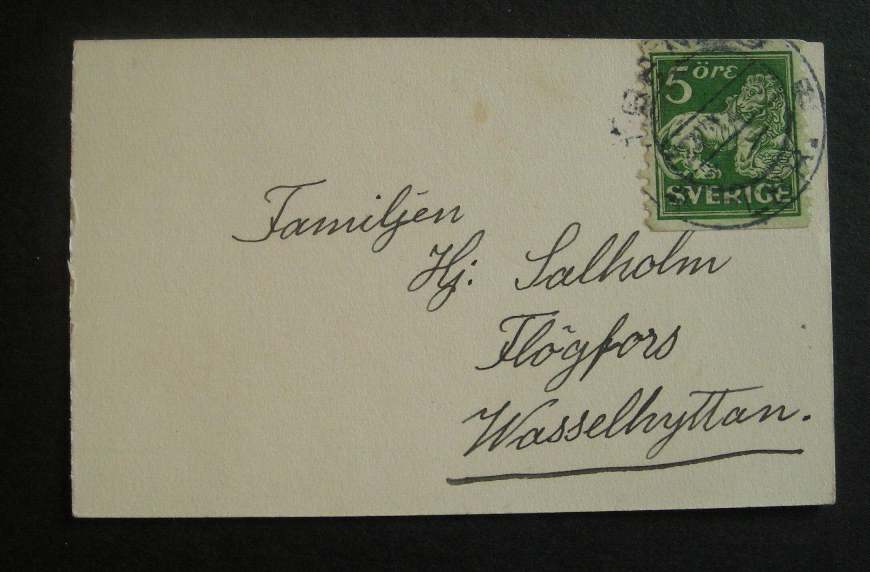 5 öre
SVERIGE
Familjen
Hj. Salholm
Flögfors
Wasselhyttan.